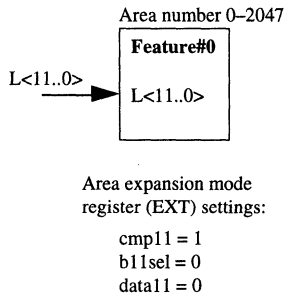 Area number 0–2047
Feature#0
L<11..0>
L<11..0>
Area expansion mode
register (EXT) settings:
cmp11 = 1
b11sel = 0
data11 = 0